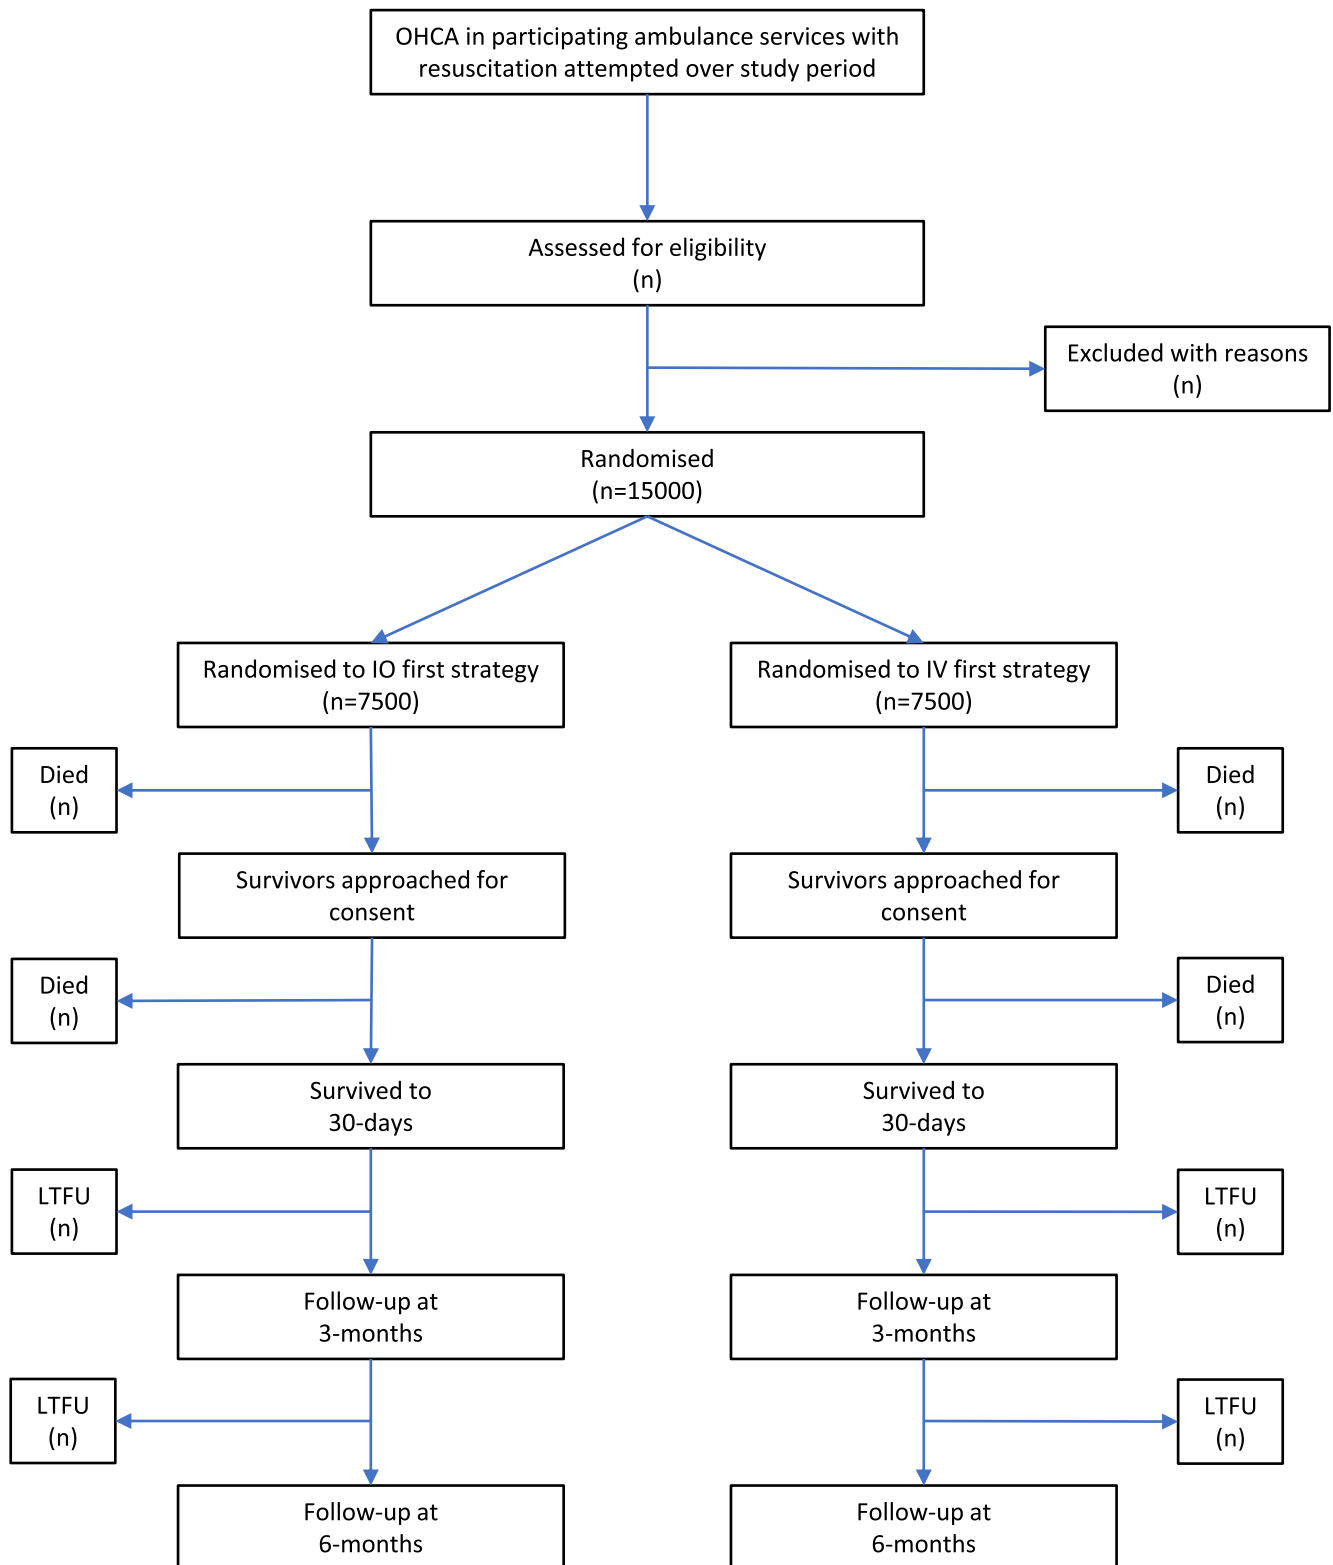 OHCA in participating ambulance services with
resuscitation attempted over study period
Assessed for eligibility
(n)
Excluded with reasons
(n)
Randomised
(n=15000)
Randomised to IO first strategy
(n=7500)
Randomised to IV first strategy
(n=7500)
Died
(n)
Died
(n)
Survivors approached for
consent
Survivors approached for
consent
Died
(n)
Died
(n)
Survived to
30-days
Survived to
30-days
LTFU
(n)
LTFU
(n)
Follow-up at
3-months
Follow-up at
3-months
LTFU
(n)
LTFU
(n)
Follow-up at
6-months
Follow-up at
6-months